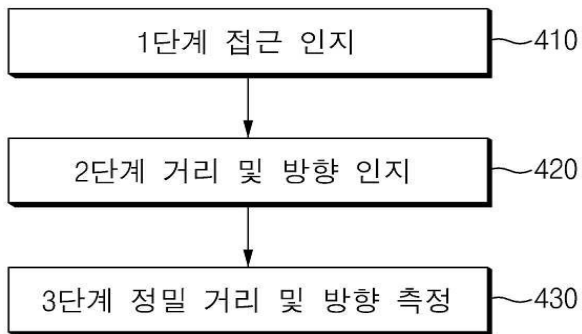 1단계 접근 인지 410
2단계 거리 및 방향 인지 420
3단계 정밀 거리 및 방향 측정 430